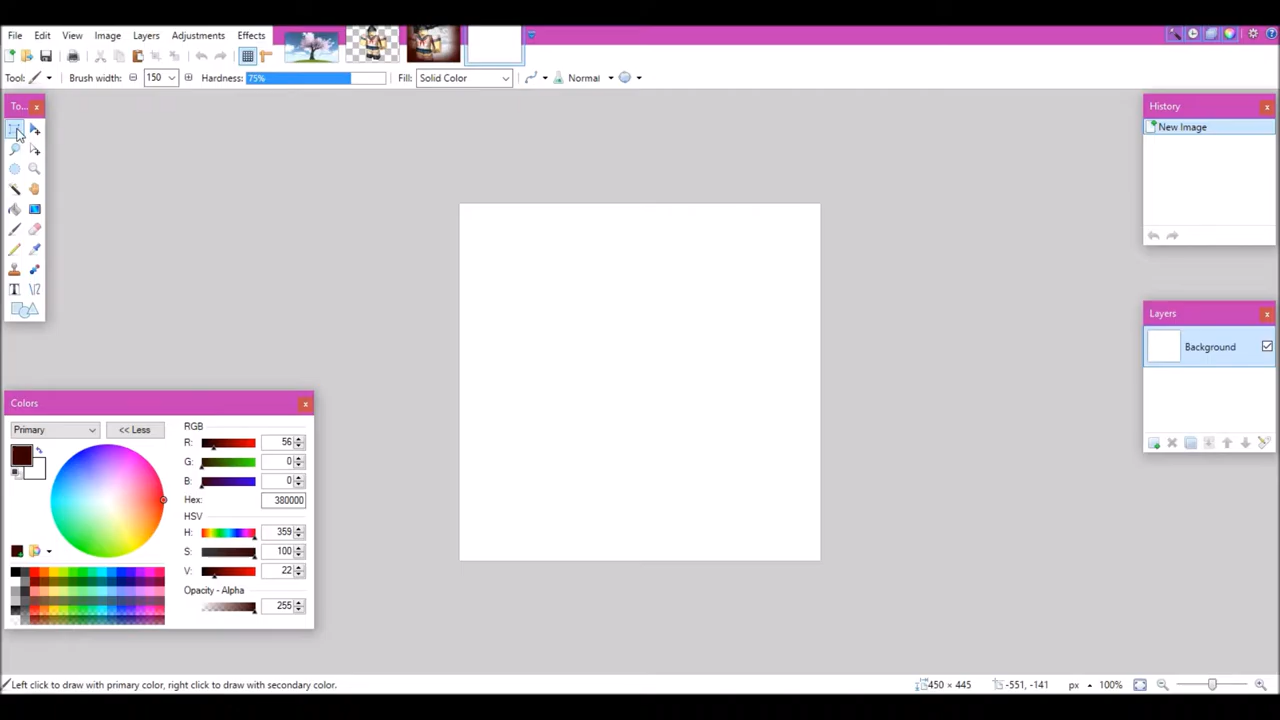 File Edit View Image Layers Adjustments Effects
Tool: Brush width: 150 Hardness: 75% Fill: Solid Color Normal
To...
History
New Image
Layers
Background
Colors
Primary << Less
RGB
R: 56
G: 0
B: 0
Hex: 380000
HSV
H: 359
S: 100
V: 22
Opacity - Alpha
255
Left click to draw with primary color, right click to draw with secondary color. 450 × 445 -551, -141 px 100%